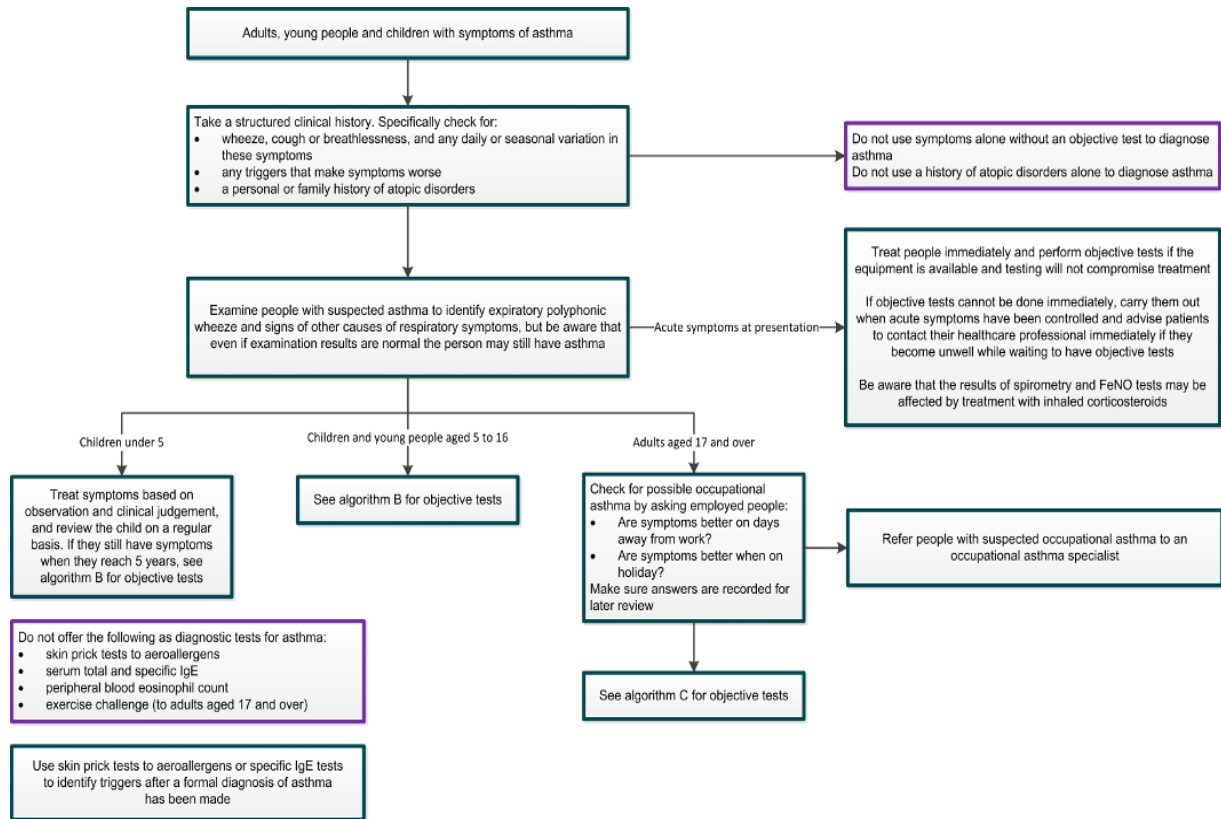 Adults, young people and children with symptoms of asthma
Take a structured clinical history. Specifically check for:
• wheeze, cough or breathlessness, and any daily or seasonal variation in
these symptoms
• any triggers that make symptoms worse
• a personal or family history of atopic disorders
Do not use symptoms alone without an objective test to diagnose
asthma
Do not use a history of atopic disorders alone to diagnose asthma
Examine people with suspected asthma to identify expiratory polyphonic
wheeze and signs of other causes of respiratory symptoms, but be aware that
even if examination results are normal the person may still have asthma
Acute symptoms at presentation
Treat people immediately and perform objective tests if the
equipment is available and testing will not compromise treatment
If objective tests cannot be done immediately, carry them out
when acute symptoms have been controlled and advise patients
to contact their healthcare professional immediately if they
become unwell while waiting to have objective tests
Be aware that the results of spirometry and FeNO tests may be
affected by treatment with inhaled corticosteroids
Children under 5
Children and young people aged 5 to 16
Adults aged 17 and over
Treat symptoms based on
observation and clinical judgement,
and review the child on a regular
basis. If they still have symptoms
when they reach 5 years, see
algorithm B for objective tests
See algorithm B for objective tests
Check for possible occupational
asthma by asking employed people:
• Are symptoms better on days
away from work?
• Are symptoms better when on
holiday?
Make sure answers are recorded for
later review
Refer people with suspected occupational asthma to an
occupational asthma specialist
Do not offer the following as diagnostic tests for asthma:
• skin prick tests to aeroallergens
• serum total and specific IgE
• peripheral blood eosinophil count
• exercise challenge (to adults aged 17 and over)
See algorithm C for objective tests
Use skin prick tests to aeroallergens or specific IgE tests
to identify triggers after a formal diagnosis of asthma
has been made